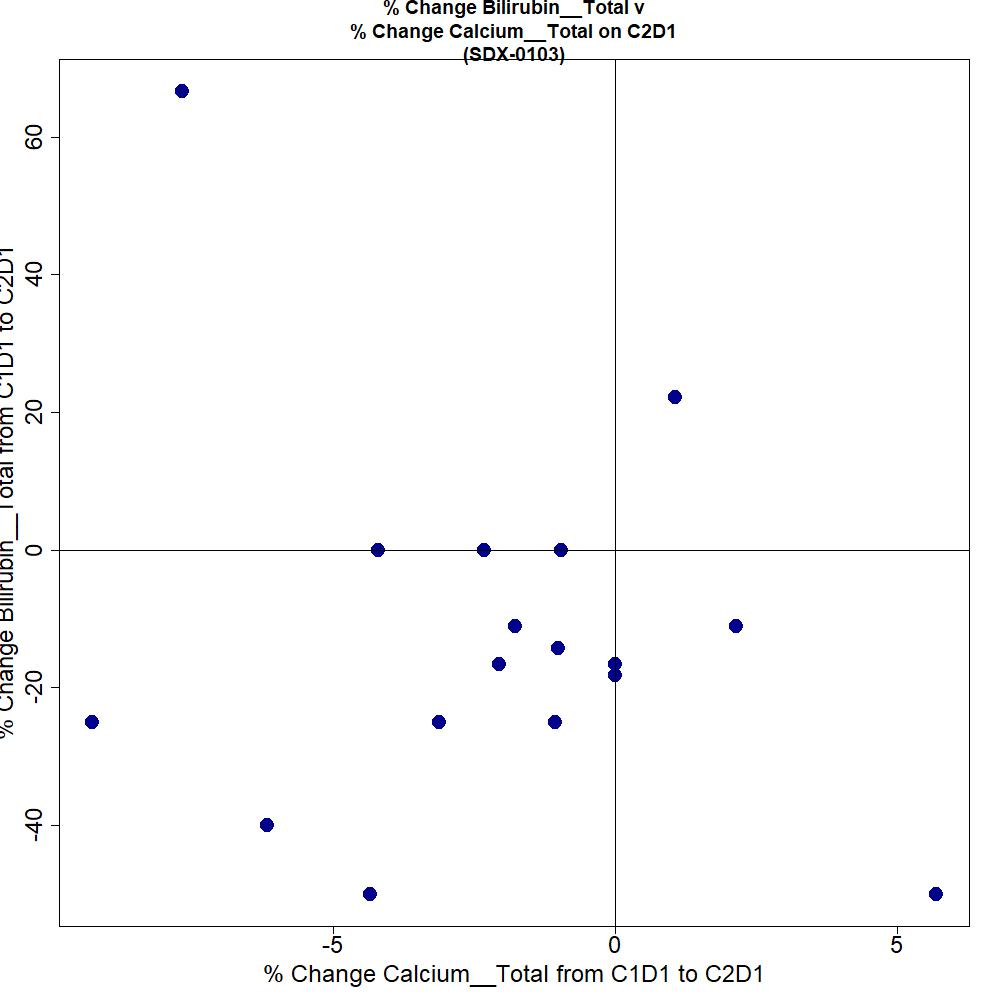 % Change Bilirubin__Total v
% Change Calcium__Total on C2D1
(SDX-0103)
% Change Bilirubin__Total from C1D1 to C2D1
60
40
20
0
-20
-40
-5
0
5
% Change Calcium__Total from C1D1 to C2D1